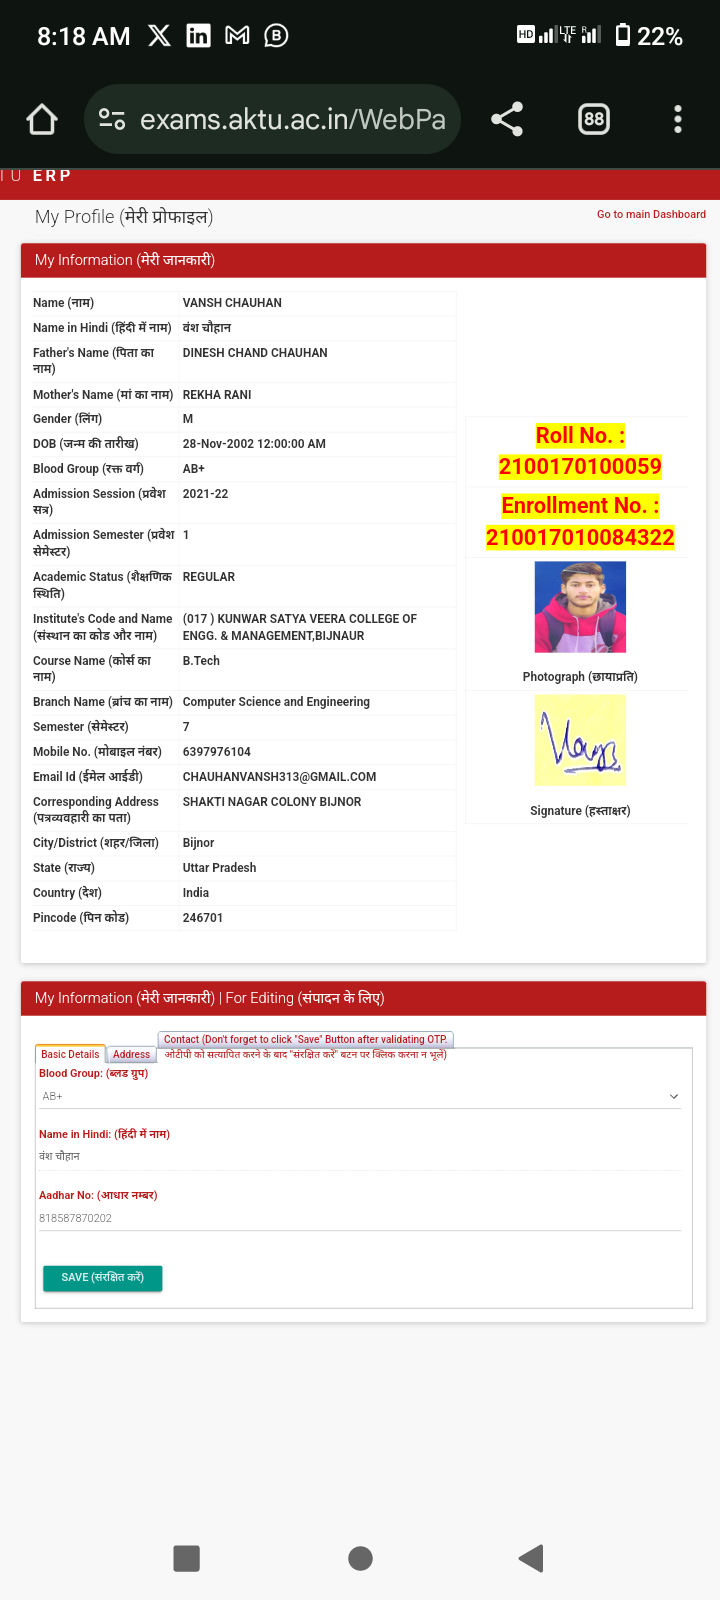 8:18 AM
HD LTE R 22%
exams.aktu.ac.in/WebPa
88
ERP
My Profile (मेरी प्रोफाइल)
Go to main Dashboard
My Information (मेरी जानकारी)
Name (नाम) VANSH CHAUHAN
Name in Hindi (हिंदी में नाम) वंश चौहान
Father's Name (पिता का
नाम) DINESH CHAND CHAUHAN
Mother's Name (मां का नाम) REKHA RANI
Gender (लिंग) M
DOB (जन्म की तारीख) 28-Nov-2002 12:00:00 AM
Blood Group (रक्त वर्ग) AB+
Admission Session (प्रवेश
सत्र) 2021-22
Admission Semester (प्रवेश
सेमेस्टर) 1
Academic Status (शैक्षणिक
स्थिति) REGULAR
Institute's Code and Name
(संस्थान का कोड और नाम)
(017 ) KUNWAR SATYA VEERA COLLEGE OF
ENGG. & MANAGEMENT,BIJNAUR
Course Name (कोर्स का
नाम) B.Tech
Branch Name (ब्रांच का नाम) Computer Science and Engineering
Semester (सेमेस्टर) 7
Mobile No. (मोबाइल नंबर) 6397976104
Email Id (ईमेल आईडी) CHAUHANVANSH313@GMAIL.COM
Corresponding Address
(पत्रव्यवहारी का पता) SHAKTI NAGAR COLONY BIJNOR
City/District (शहर/जिला) Bijnor
State (राज्य) Uttar Pradesh
Country (देश) India
Pincode (पिन कोड) 246701
Roll No. :
2100170100059
Enrollment No. :
210017010084322
Photograph (छायाप्रति)
Signature (हस्ताक्षर)
My Information (मेरी जानकारी) | For Editing (संपादन के लिए)
Basic Details
Address
Contact (Don't forget to click "Save" Button after validating OTP.
ओटीपी को सत्यापित करने के बाद "संरक्षित करें" बटन पर क्लिक करना न भूलें)
Blood Group: (ब्लड ग्रुप)
AB+
Name in Hindi: (हिंदी में नाम)
वंश चौहान
Aadhar No: (आधार नम्बर)
818587870202
SAVE (संरक्षित करें)